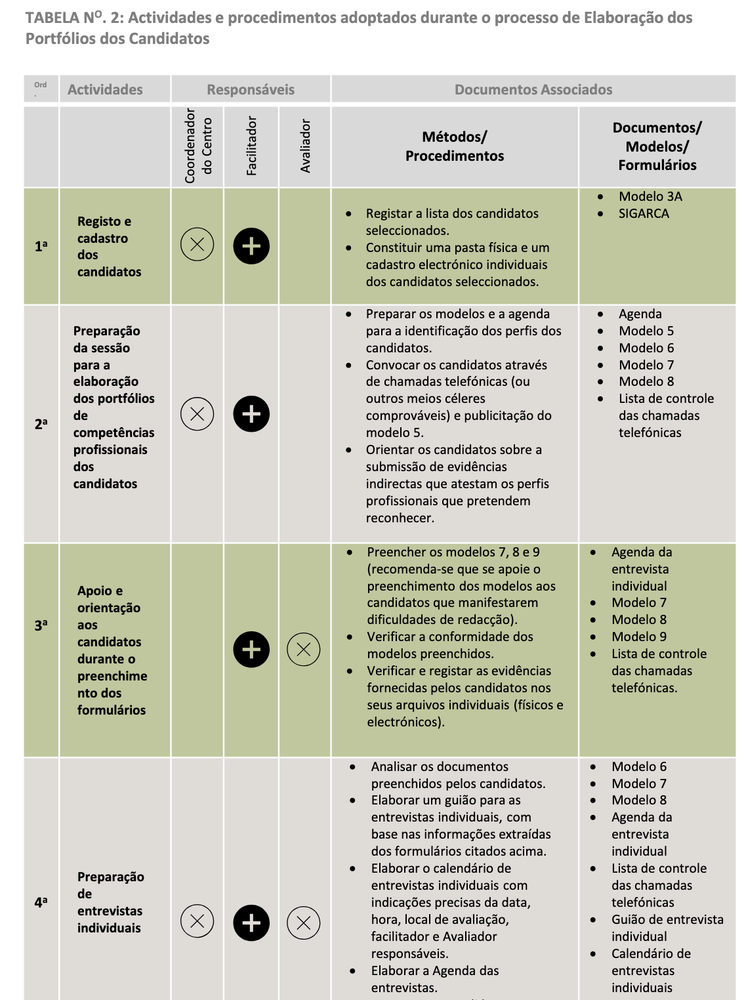 TABELA Nº. 2: Actividades e procedimentos adoptados durante o processo de Elaboração dos
Portfólios dos Candidatos
Ord
.
Actividades
Responsáveis
Documentos Associados
Coordenador
do Centro
Facilitador
Avaliador
Métodos/
Procedimentos
Documentos/
Modelos/
Formulários
1ª
Registo e
cadastro
dos
candidatos
• Registar a lista dos candidatos
seleccionados.
• Constituir uma pasta física e um
cadastro electrónico individuais
dos candidatos seleccionados.
• Modelo 3A
• SIGARCA
2ª
Preparação
da sessão
para a
elaboração
dos portfólios
de
competências
profissionais
dos
candidatos
• Preparar os modelos e a agenda
para a identificação dos perfis dos
candidatos.
• Convocar os candidatos através
de chamadas telefónicas (ou
outros meios céleres
comprováveis) e publicitação do
modelo 5.
• Orientar os candidatos sobre a
submissão de evidências
indirectas que atestam os perfis
profissionais que pretendem
reconhecer.
• Agenda
• Modelo 5
• Modelo 6
• Modelo 7
• Modelo 8
• Lista de controle
das chamadas
telefónicas
3ª
Apoio e
orientação
aos
candidatos
durante o
preenchime
nto dos
formulários
• Preencher os modelos 7, 8 e 9
(recomenda-se que se apoie o
preenchimento dos modelos aos
candidatos que manifestarem
dificuldades de redacção).
• Verificar a conformidade dos
modelos preenchidos.
• Verificar e registar as evidências
fornecidas pelos candidatos nos
seus arquivos individuais (físicos e
electrónicos).
• Agenda da
entrevista
individual
• Modelo 7
• Modelo 8
• Modelo 9
• Lista de controle
das chamadas
telefónicas.
4ª
Preparação
de
entrevistas
individuais
• Analisar os documentos
preenchidos pelos candidatos.
• Elaborar um guião para as
entrevistas individuais, com
base nas informações extraídas
dos formulários citados acima.
• Elaborar o calendário de
entrevistas individuais com
indicações precisas da data,
hora, local de avaliação,
facilitador e Avaliador
responsáveis.
• Elaborar a Agenda das
entrevistas.
• Modelo 6
• Modelo 7
• Modelo 8
• Agenda da
entrevista
individual
• Lista de controle
das chamadas
telefónicas
• Guião de entrevista
individual
• Calendário de
entrevistas
individuais